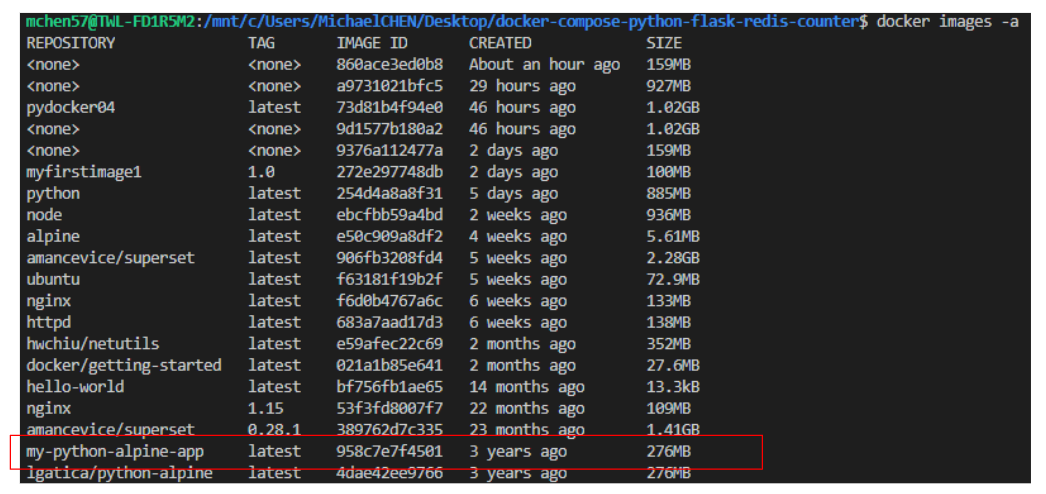 mchen57@TWL-FD1R5M2:/mnt/c/Users/MichaelCHEN/Desktop/docker-compose-python-flask-redis-counter$ docker images -a
REPOSITORY TAG IMAGE ID CREATED SIZE
<none> <none> 860ace3ed0b8 About an hour ago 159MB
<none> <none> a9731021bfc5 29 hours ago 927MB
pydocker04 latest 73d81b4f94e0 46 hours ago 1.02GB
<none> <none> 9d1577b180a2 46 hours ago 1.02GB
<none> <none> 9376a112477a 2 days ago 159MB
myfirstimage1 1.0 272e297748db 2 days ago 100MB
python latest 254d4a8a8f31 5 days ago 885MB
node latest ebcfbb59a4bd 2 weeks ago 936MB
alpine latest e50c909a8df2 4 weeks ago 5.61MB
amancevice/superset latest 906fb3208fd4 5 weeks ago 2.28GB
ubuntu latest f63181f19b2f 5 weeks ago 72.9MB
nginx latest f6d0b4767a6c 6 weeks ago 133MB
httpd latest 683a7aad17d3 6 weeks ago 138MB
hwchiu/netutils latest e59afec22c69 2 months ago 352MB
docker/getting-started latest 021a1b85e641 2 months ago 27.6MB
hello-world latest bf756fb1ae65 14 months ago 13.3kB
nginx 1.15 53f3fd8007f7 22 months ago 109MB
amancevice/superset 0.28.1 389762d7c335 23 months ago 1.41GB
my-python-alpine-app latest 958c7e7f4501 3 years ago 276MB
lgatica/python-alpine latest 4dae42ee9766 3 years ago 276MB